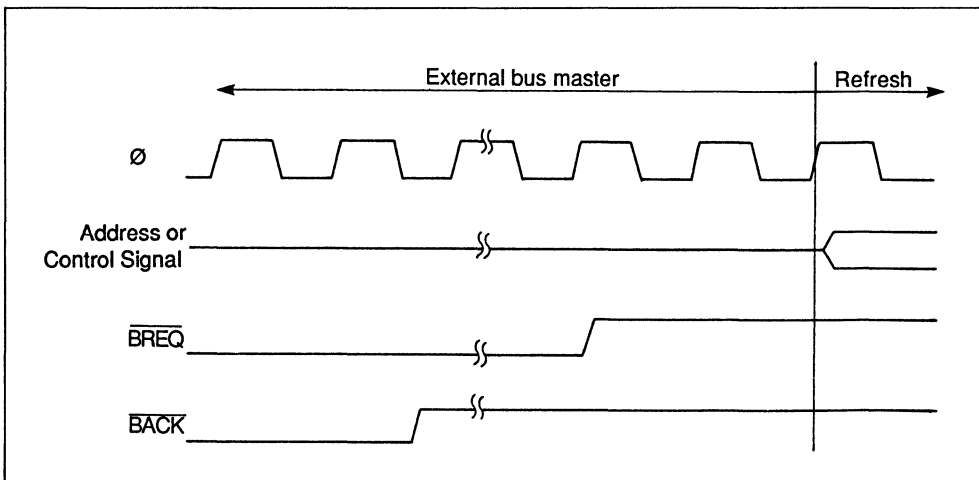 External bus master
Refresh
Ø
Address or
Control Signal
BREQ
BACK